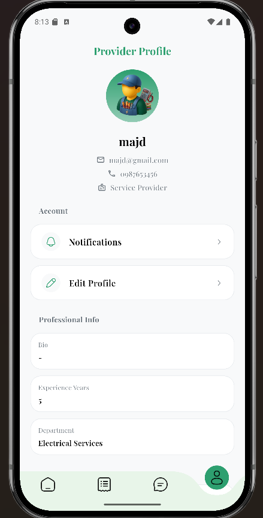 8:13
Provider Profile
majd
majd@gmail.com
0987653456
Service Provider
Account
Notifications
Edit Profile
Professional Info
Bio
-
Experience Years
5
Department
Electrical Services